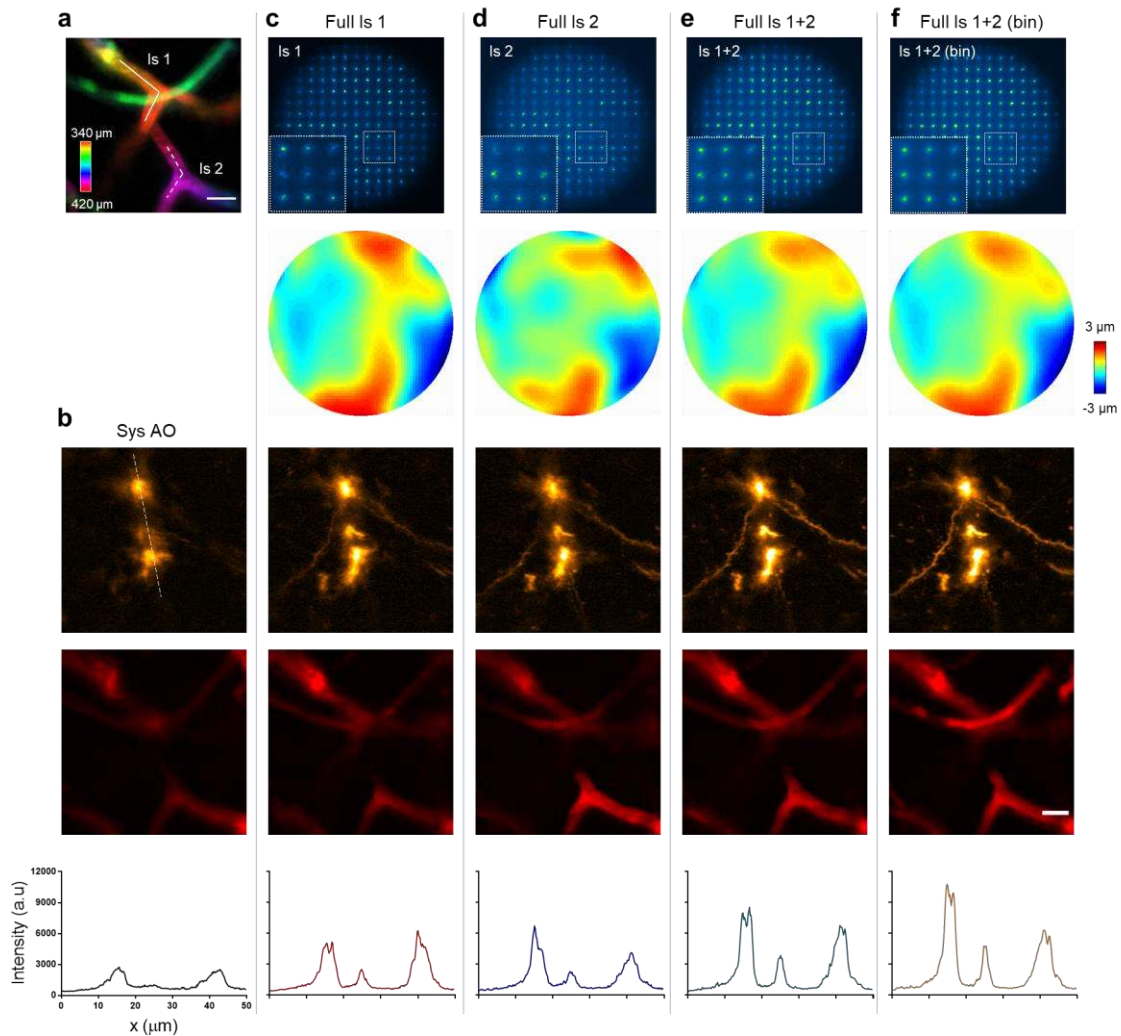 a
c Full ls 1
d Full ls 2
e Full ls 1+2
f Full ls 1+2 (bin)
ls 1
340 µm
420 µm
ls 2
ls 1
ls 2
ls 1+2
ls 1+2 (bin)
3 µm
-3 µm
b
Sys AO
Intensity (a.u)
12000
9000
6000
3000
0
0 10 20 30 40 50
x (µm)